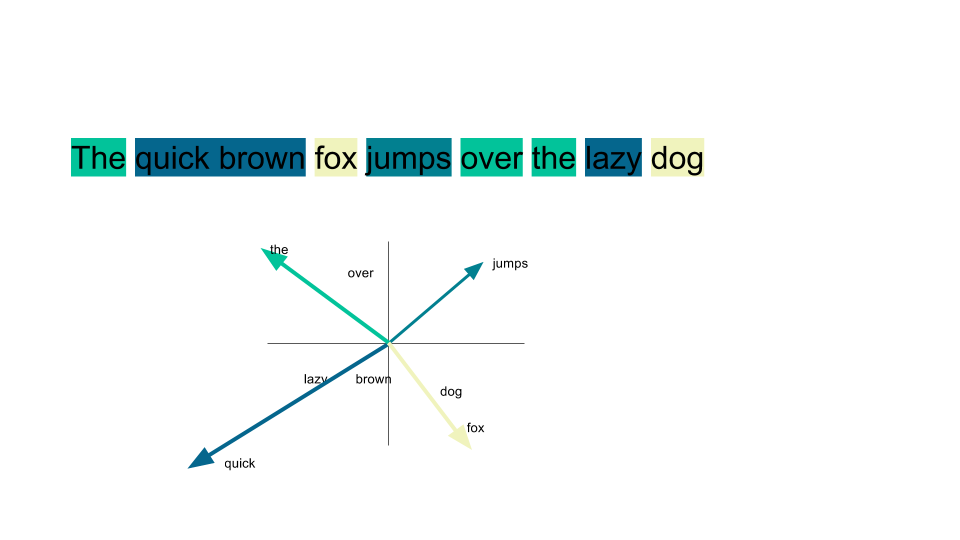 The quick brown fox jumps over the lazy dog
the
jumps
over
lazy brown
dog
fox
quick